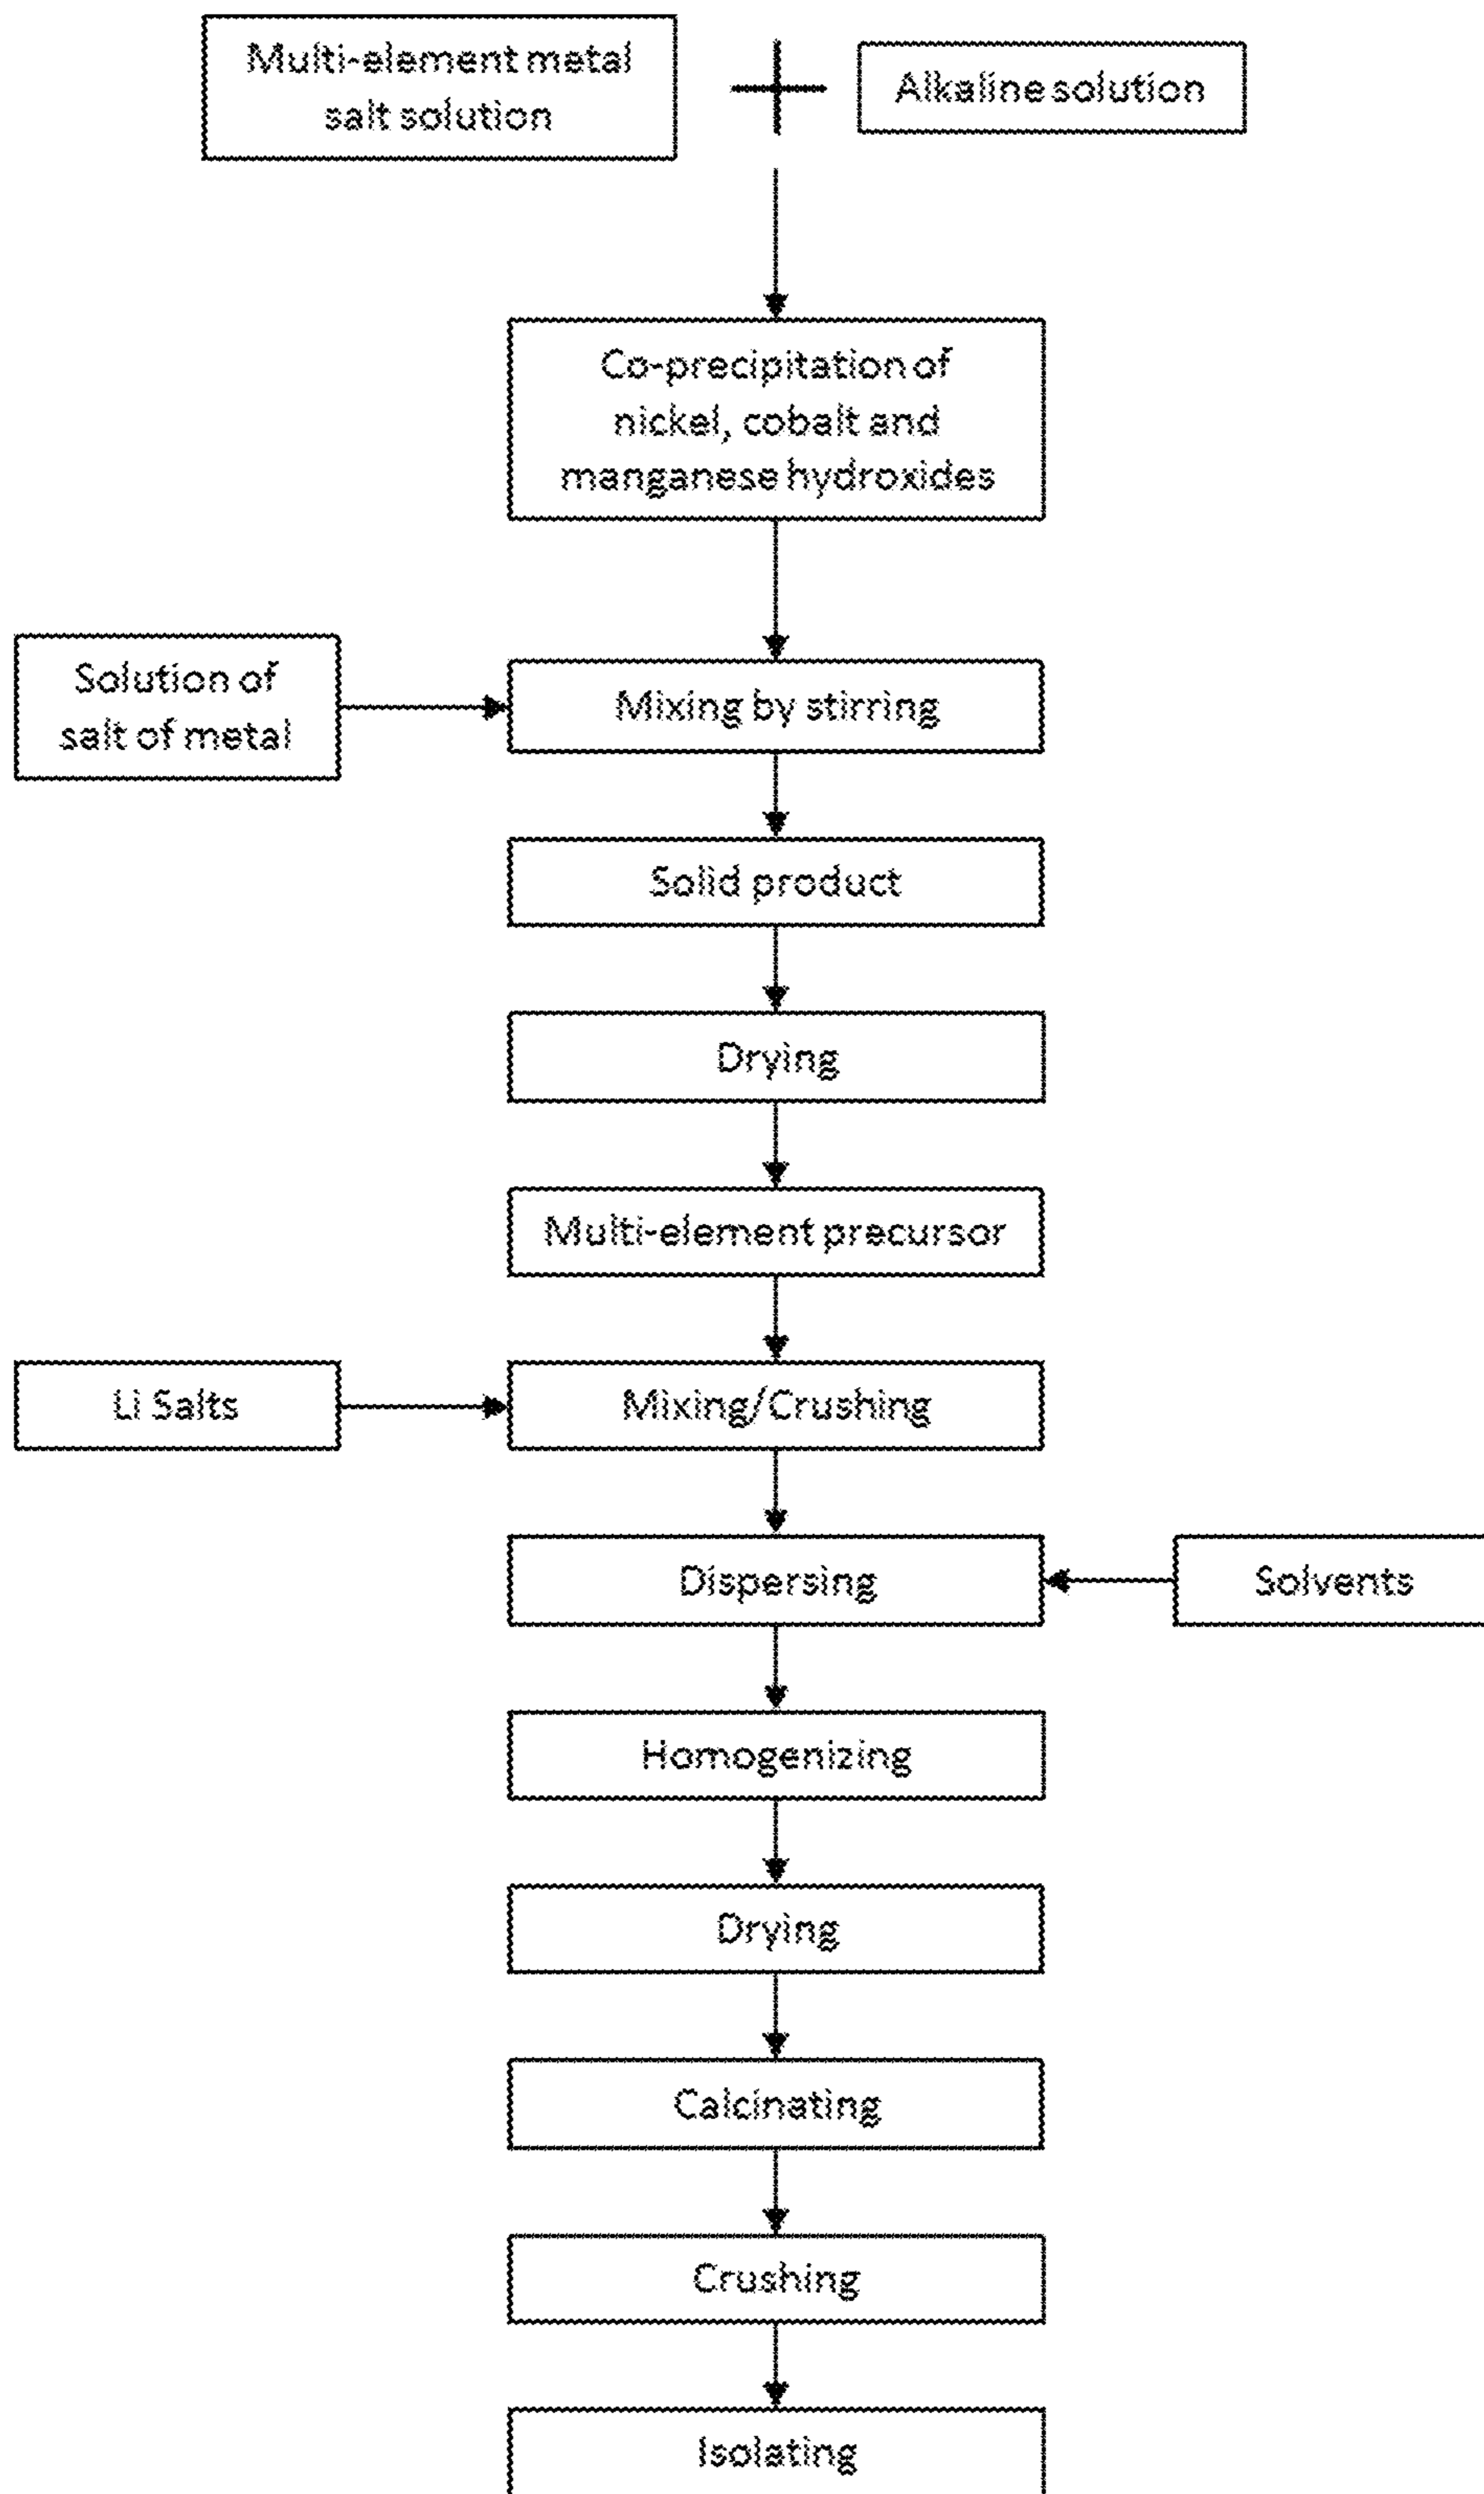 Multi-element metal
salt solution
Alkaline solution
Co-precipitation of
nickel, cobalt and
manganese hydroxides
Solution of
salt of metal
Mixing by stirring
Solid product
Drying
Multi-element precursor
Li Salts
Mixing/Crushing
Dispersing
Solvents
Homogenizing
Drying
Calcinating
Crushing
Isolating